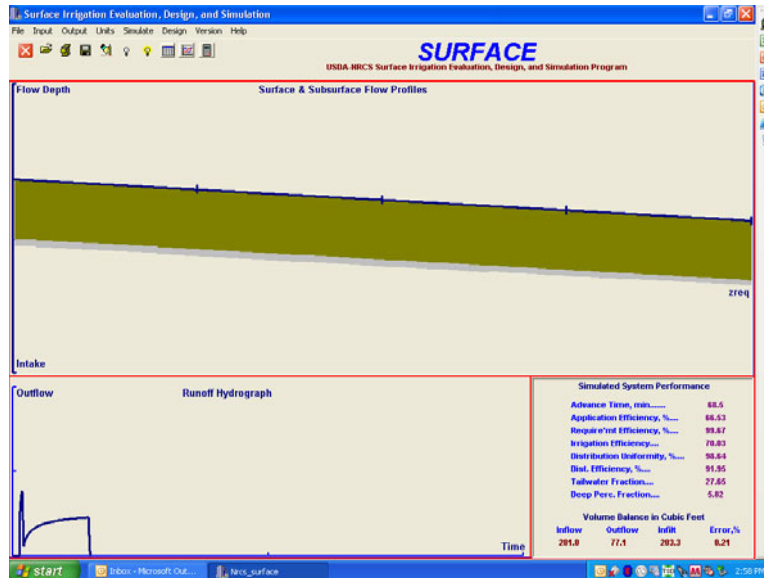 Surface Irrigation Evaluation, Design, and Simulation
File Input Output Units Simulate Design Version Help
SURFACE
USDA-NRCS Surface Irrigation Evaluation, Design, and Simulation Program
Flow Depth
Surface & Subsurface Flow Profiles
zreq
Intake
Outflow
Runoff Hydrograph
Time
Simulated System Performance
Advance Time, min...... 68.5
Application Efficiency, %.... 66.53
Require'mt Efficiency, %.... 99.67
Irrigation Efficiency.... 70.03
Distribution Uniformity, %.... 98.64
Dist. Efficiency, %.... 91.95
Tailwater Fraction.... 27.65
Deep Perc. Fraction.... 5.82
Volume Balance in Cubic Feet
Inflow Outflow Infilt Error,%
281.0 77.1 203.3 0.21
start Inbox - Microsoft Out... Nrcs_surface 2:58 PM